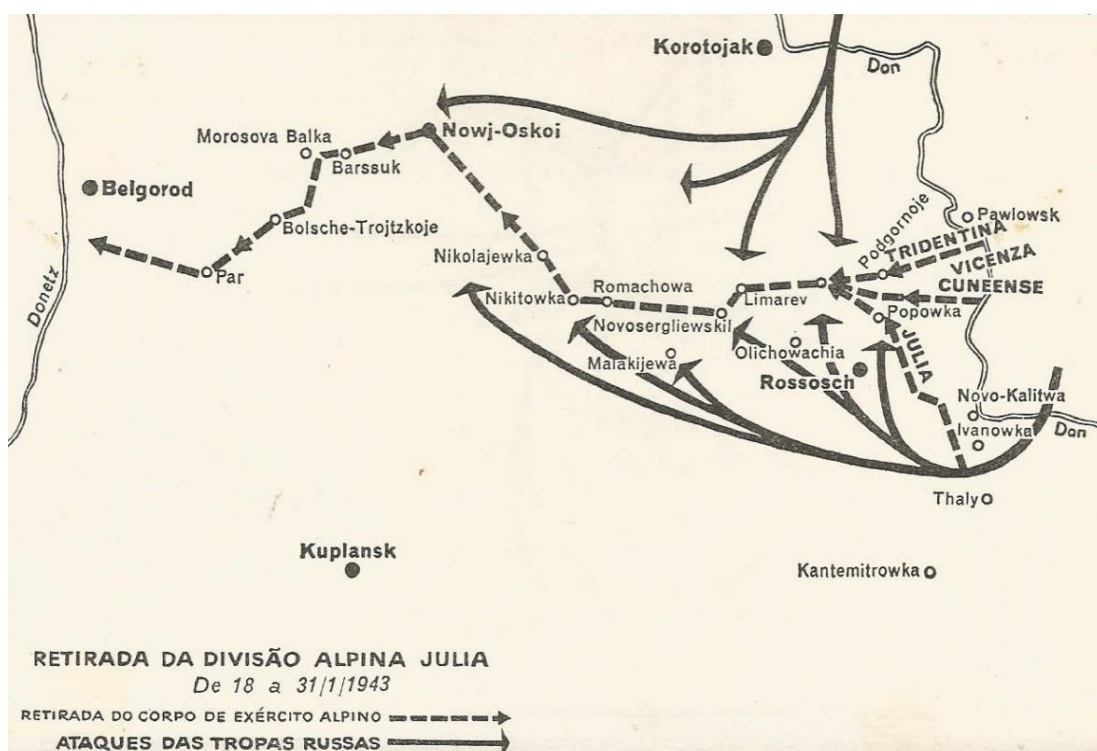 Korotojak
Don
Morosova Balka
Nowj-Oskoi
Barssuk
Belgorod
Bolsche-Trojtzkoje
Podgornoje
Pawlowsk
TRIDENTINA
VICENZA
CUNEENSE
Nikolajewka
Par
Donetz
Nikitowka
Romachowa
Limarev
Popowka
Novosergliewskil
JULIA
Malakijewa
Olichowachia
Rossosch
Novo-Kalitwa
Ivanowka
Don
Thaly
Kuplansk
Kantemitrowka
RETIRADA DA DIVISÃO ALPINA JULIA
De 18 a 31/1/1943
RETIRADA DO CORPO DE EXÉRCITO ALPINO
ATAQUES DAS TROPAS RUSSAS